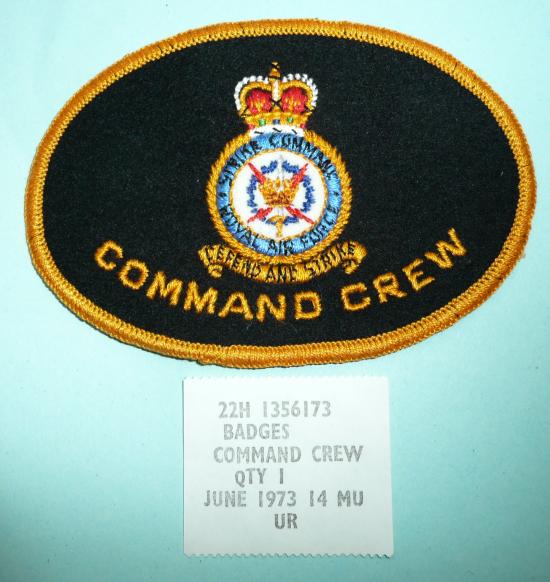 STRIKE COMMAND
ROYAL AIR FORCE
DEFEND AND STRIKE
COMMAND CREW
22H 1356173
BADGES
COMMAND CREW
QTY 1
JUNE 1973 14 MU
UR